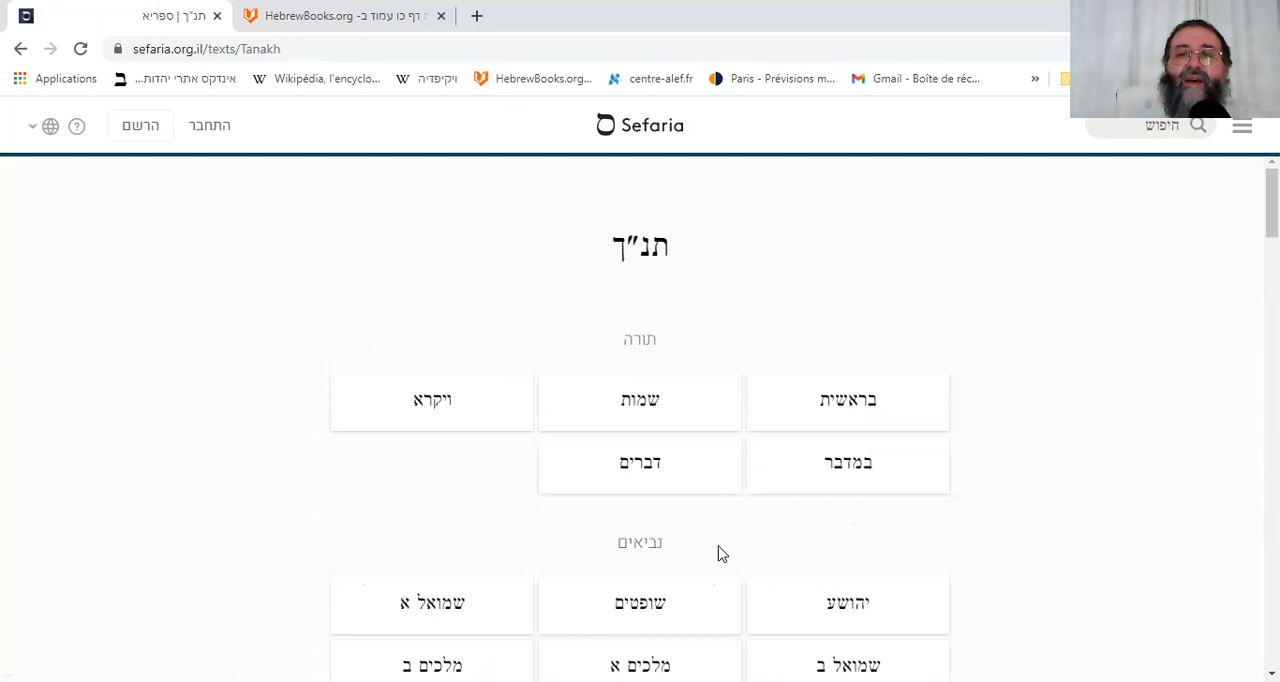 תנ"ך | ספריא
HebrewBooks.org -דף כו עמוד ב
sefaria.org.il/texts/Tanakh
Applications
אינדקס אתרי יהדות...
Wikipédia, l'encyclo...
ויקיפדיה
HebrewBooks.org...
centre-alef.fr
Paris - Prévisions m...
Gmail - Boîte de réc...
»
הרשם
התחבר
Sefaria
חיפוש
תנ"ך
תורה
בראשית
שמות
ויקרא
במדבר
דברים
נביאים
יהושע
שופטים
שמואל א
שמואל ב
מלכים א
מלכים ב